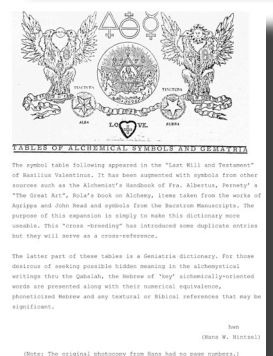 TINCTURA
TINCTURA
ALBA
RUBEA
LO VE.
TABLES OF ALCHEMICAL SYMBOLS AND GEMATRIA
The symbol table following appeared in the "Last Will and Testament"
of Basilius Valentinus. It has been augmented with symbols from other
sources such as the Alchemist's Handbook of Fra. Albertus, Pernety' s
"The Great Art", Rola's book on Alchemy, items taken from the works of
Agrippa and John Read and symbols from the Bacstrom Manuscripts. The
purpose of this expansion is simply to make this dictionary more
useable. This "cross -breeding" has introduced some duplicate entries
but they will serve as a cross-reference.
The latter part of these tables is a Gematria dictionary. For those
desirous of seeking possible hidden meaning in the alchemystical
writings thru the Qabalah, the Hebrew of 'key' alchemically-oriented
words are presented along with their numerical equivalence,
phoneticized Hebrew and any textural or Bibical references that may be
significant.
hwn
(Hans W. Nintzel)
(Note: The original photocopy from Hans had no page numbers.)